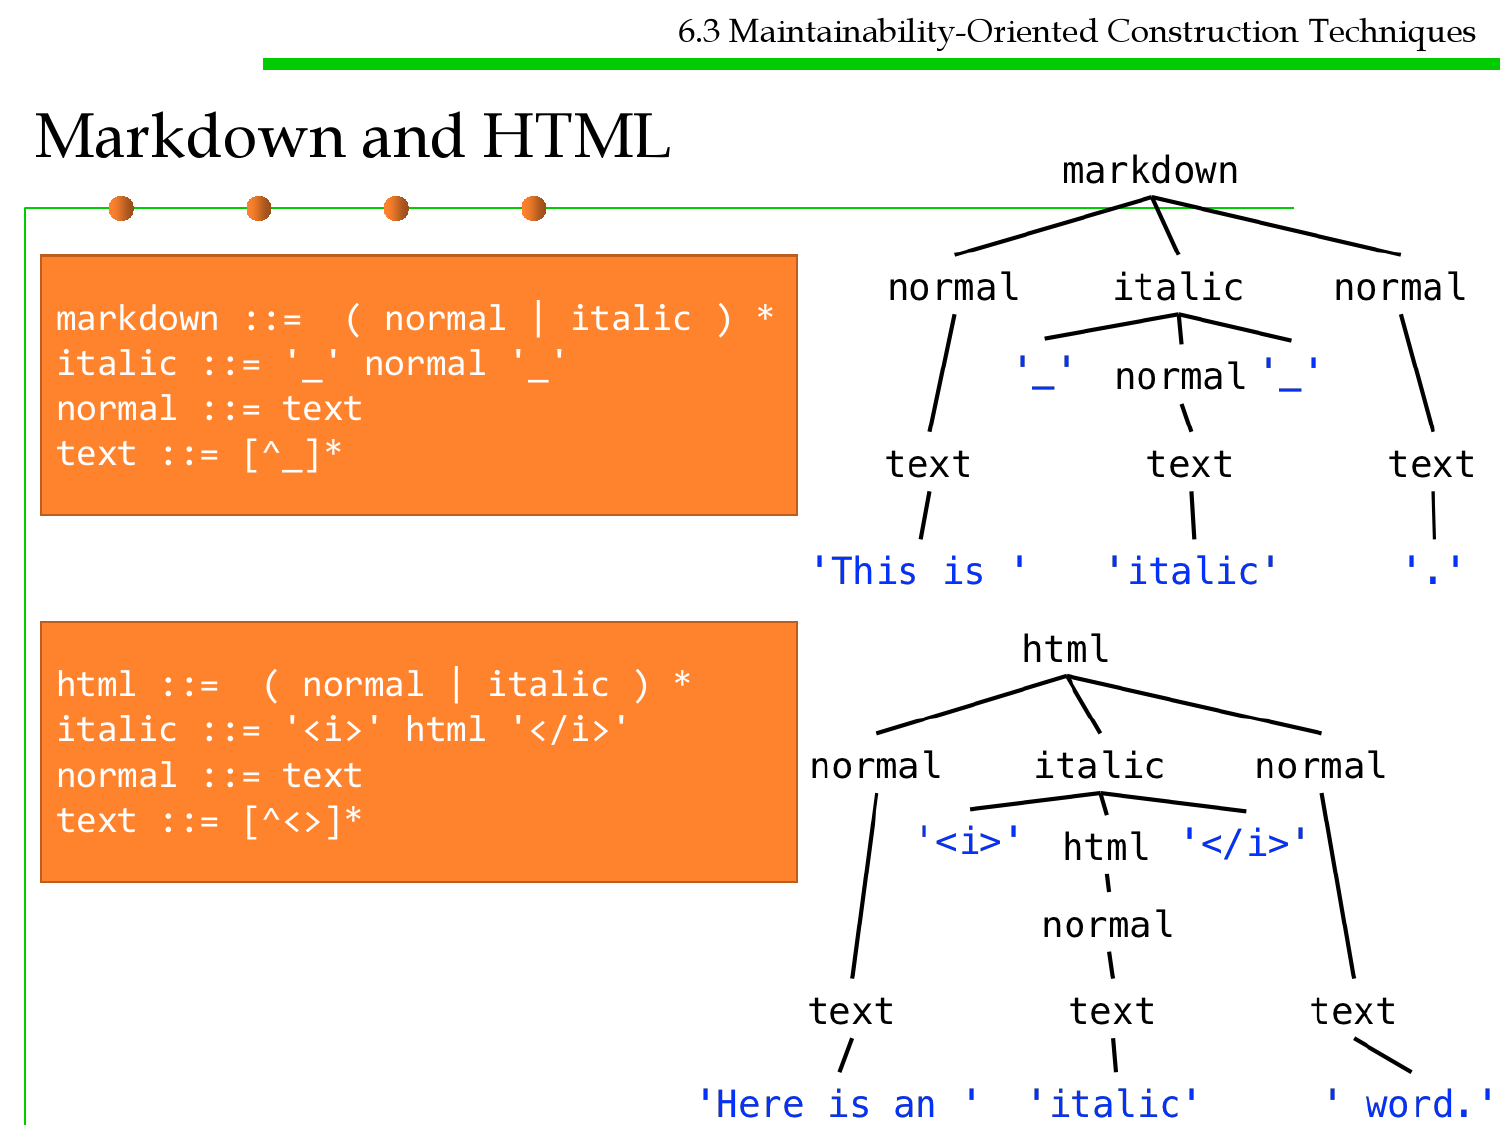 6.3 Maintainability-Oriented Construction Techniques
Markdown and HTML
markdown ::=  ( normal | italic ) *
italic ::= '_' normal '_'
normal ::= text
text ::= [^_]*
markdown
normal italic normal
'_' normal '_'
text text text
'This is ' 'italic' '.'
html ::=  ( normal | italic ) *
italic ::= '<i>' html '</i>'
normal ::= text
text ::= [^<>]*
html
normal italic normal
'<i>' html '</i>'
normal
text text text
'Here is an ' 'italic' ' word.'